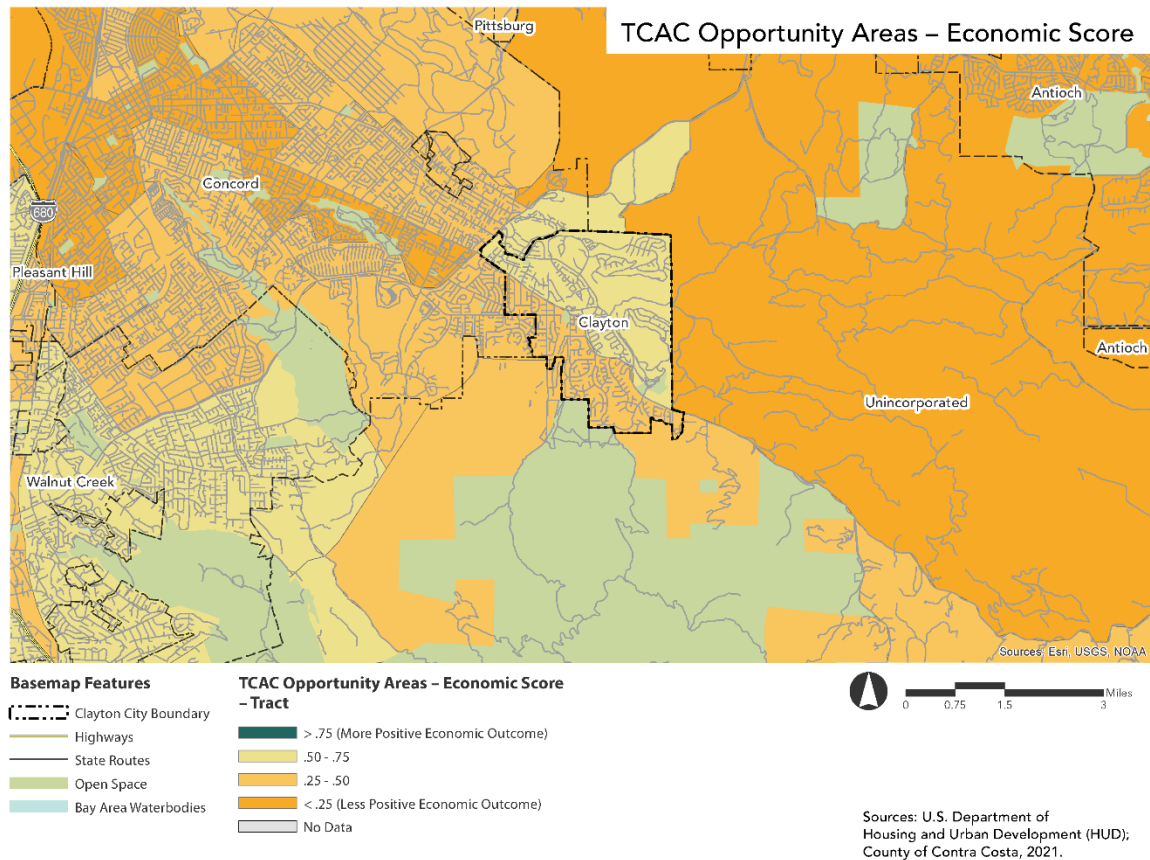 TCAC Opportunity Areas – Economic Score
Pittsburg
Antioch
Concord
680
Pleasant Hill
Clayton
Antioch
Unincorporated
Walnut Creek
Sources: Esri, USGS, NOAA
Basemap Features
Clayton City Boundary
Highways
State Routes
Open Space
Bay Area Waterbodies
TCAC Opportunity Areas – Economic Score
– Tract
> .75 (More Positive Economic Outcome)
.50 - .75
.25 - .50
< .25 (Less Positive Economic Outcome)
No Data
Miles
0 0.75 1.5 3
Sources: U.S. Department of
Housing and Urban Development (HUD);
County of Contra Costa, 2021.